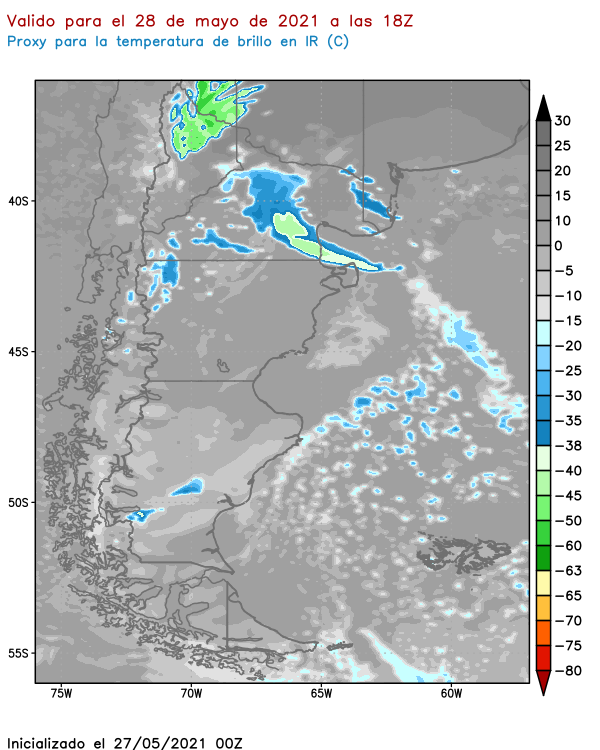 Valido para el 28 de mayo de 2021 a las 18Z
Proxy para la temperatura de brillo en IR (C)
30
25
20
15
10
0
−5
−10
−15
−20
−25
−30
−35
−38
−40
−45
−50
−60
−63
−65
−70
−75
−80
40S
45S
50S
55S
75W
70W
65W
60W
Inicializado el 27/05/2021 00Z